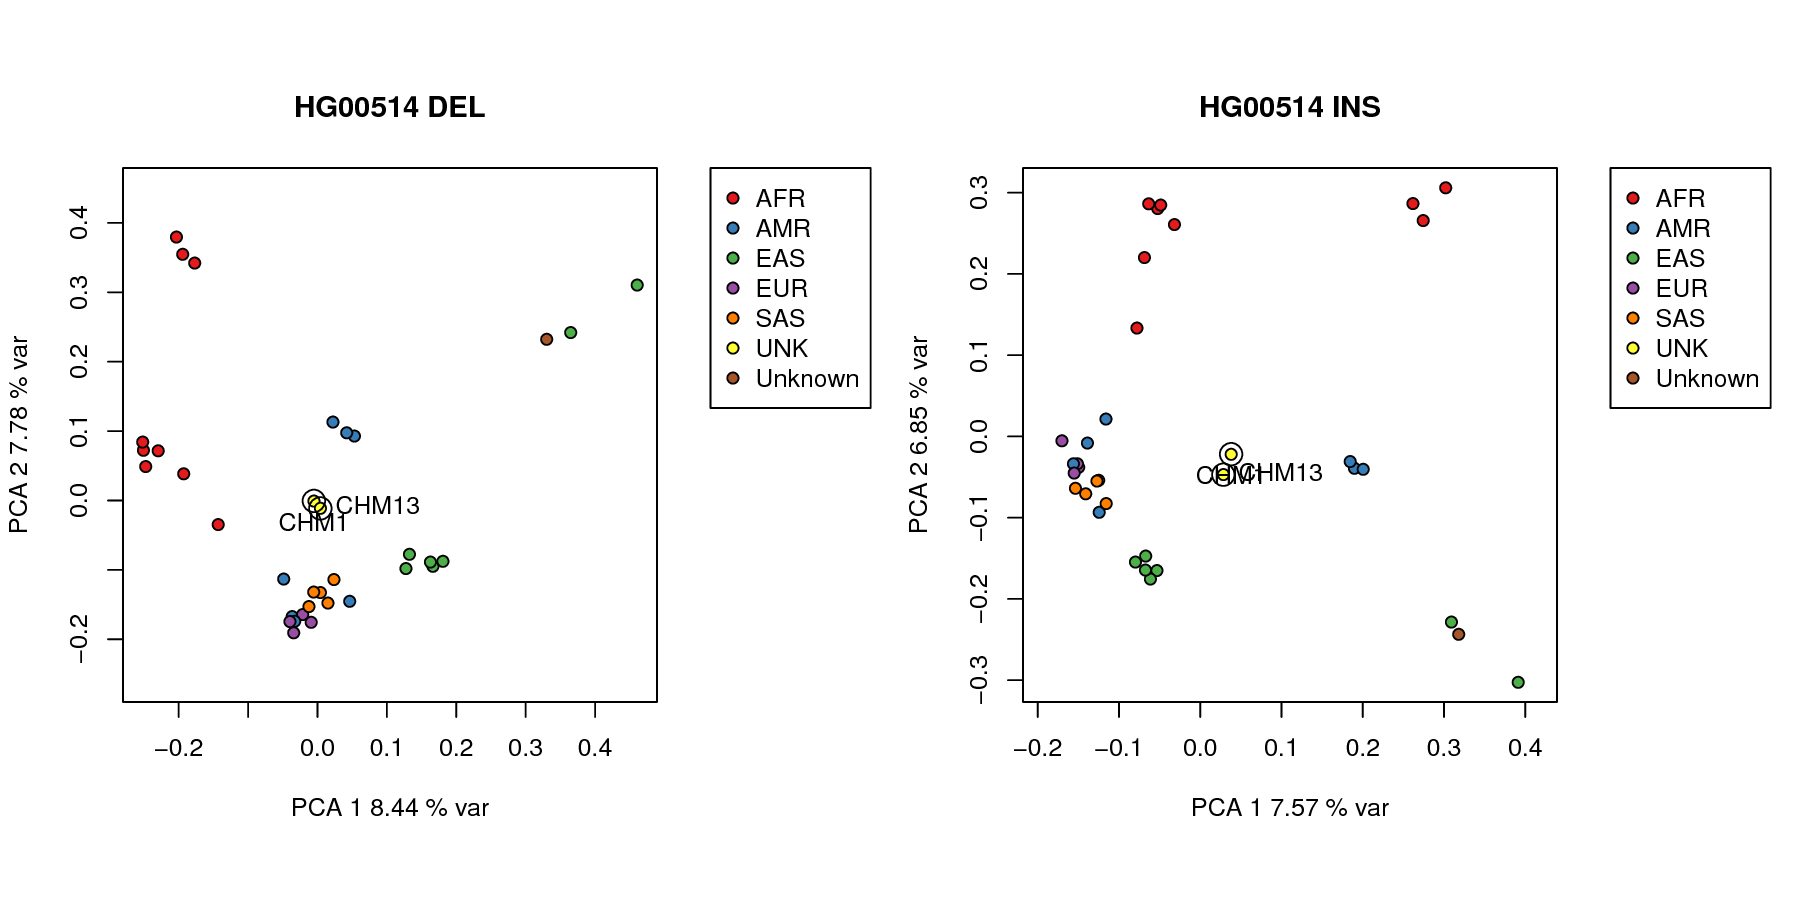 HG00514 DEL
PCA 2 7.78 % var
0.4
0.3
0.2
0.1
0.0
−0.2
CHM13
CHM1
−0.2 0.0 0.1 0.2 0.3 0.4
PCA 1 8.44 % var
AFR
AMR
EAS
EUR
SAS
UNK
Unknown
HG00514 INS
PCA 2 6.85 % var
0.3
0.2
0.1
0.0
−0.1
−0.2
−0.3
CHM1
CHM13
−0.2 −0.1 0.0 0.1 0.2 0.3 0.4
PCA 1 7.57 % var
AFR
AMR
EAS
EUR
SAS
UNK
Unknown